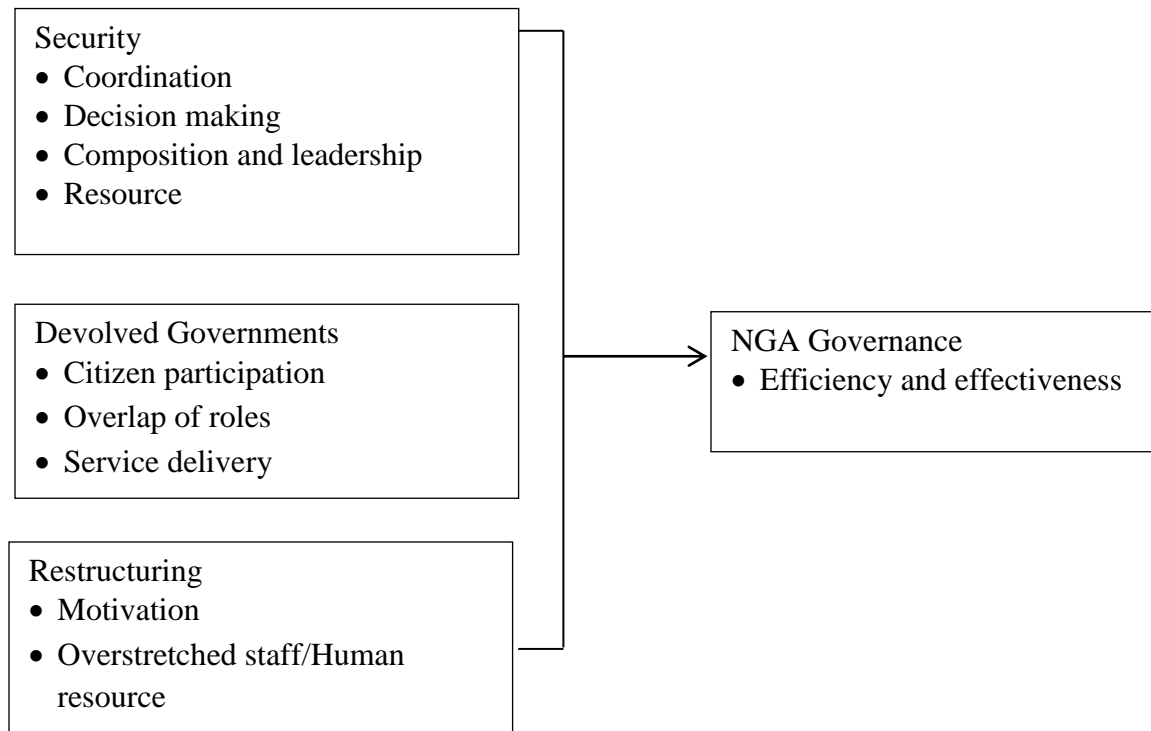 Security
• Coordination
• Decision making
• Composition and leadership
• Resource
Devolved Governments
• Citizen participation
• Overlap of roles
• Service delivery
NGA Governance
• Efficiency and effectiveness
Restructuring
• Motivation
• Overstretched staff/Human
resource